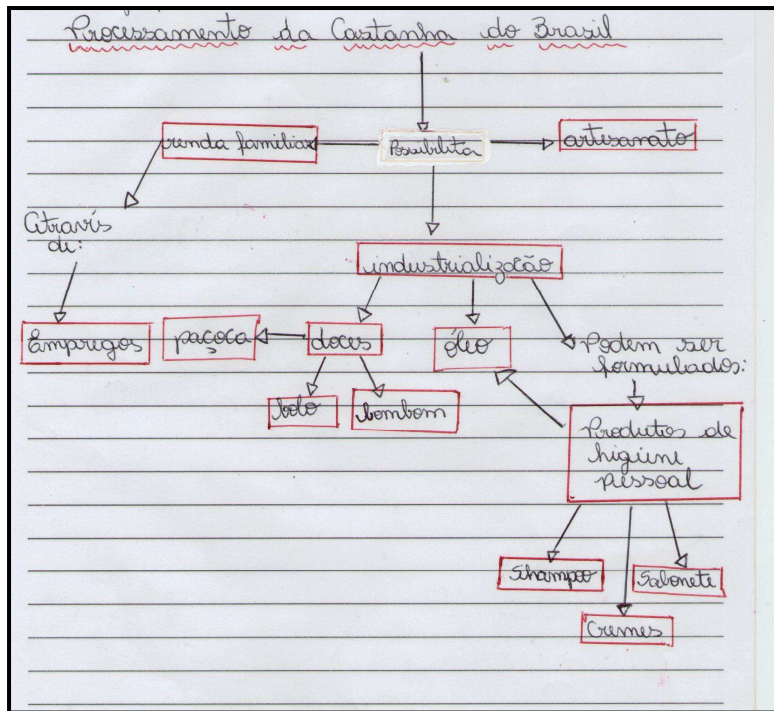 Processamento da Castanha do Brasil
renda familiar
Possibilita
artesanato
Através
de:
industrialização
Empregos
paçoca
doces
óleo
Podem ser
formulados:
bolo
bombom
Produtos de
higiene
pessoal
Shampoo
Sabonete
Cremes